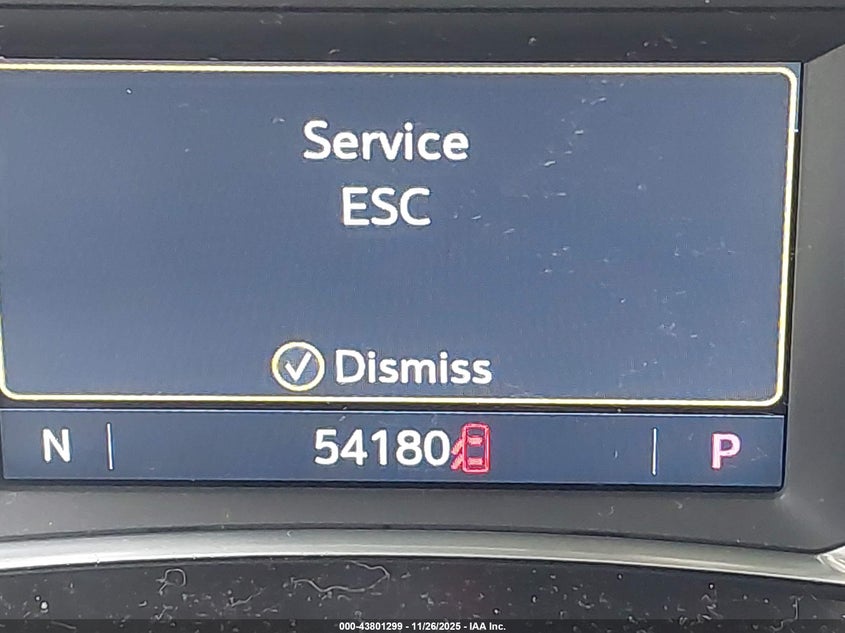 Service
ESC
Dismiss
N 54180 P
000-43801299 - 11/26/2025 - IAA Inc.